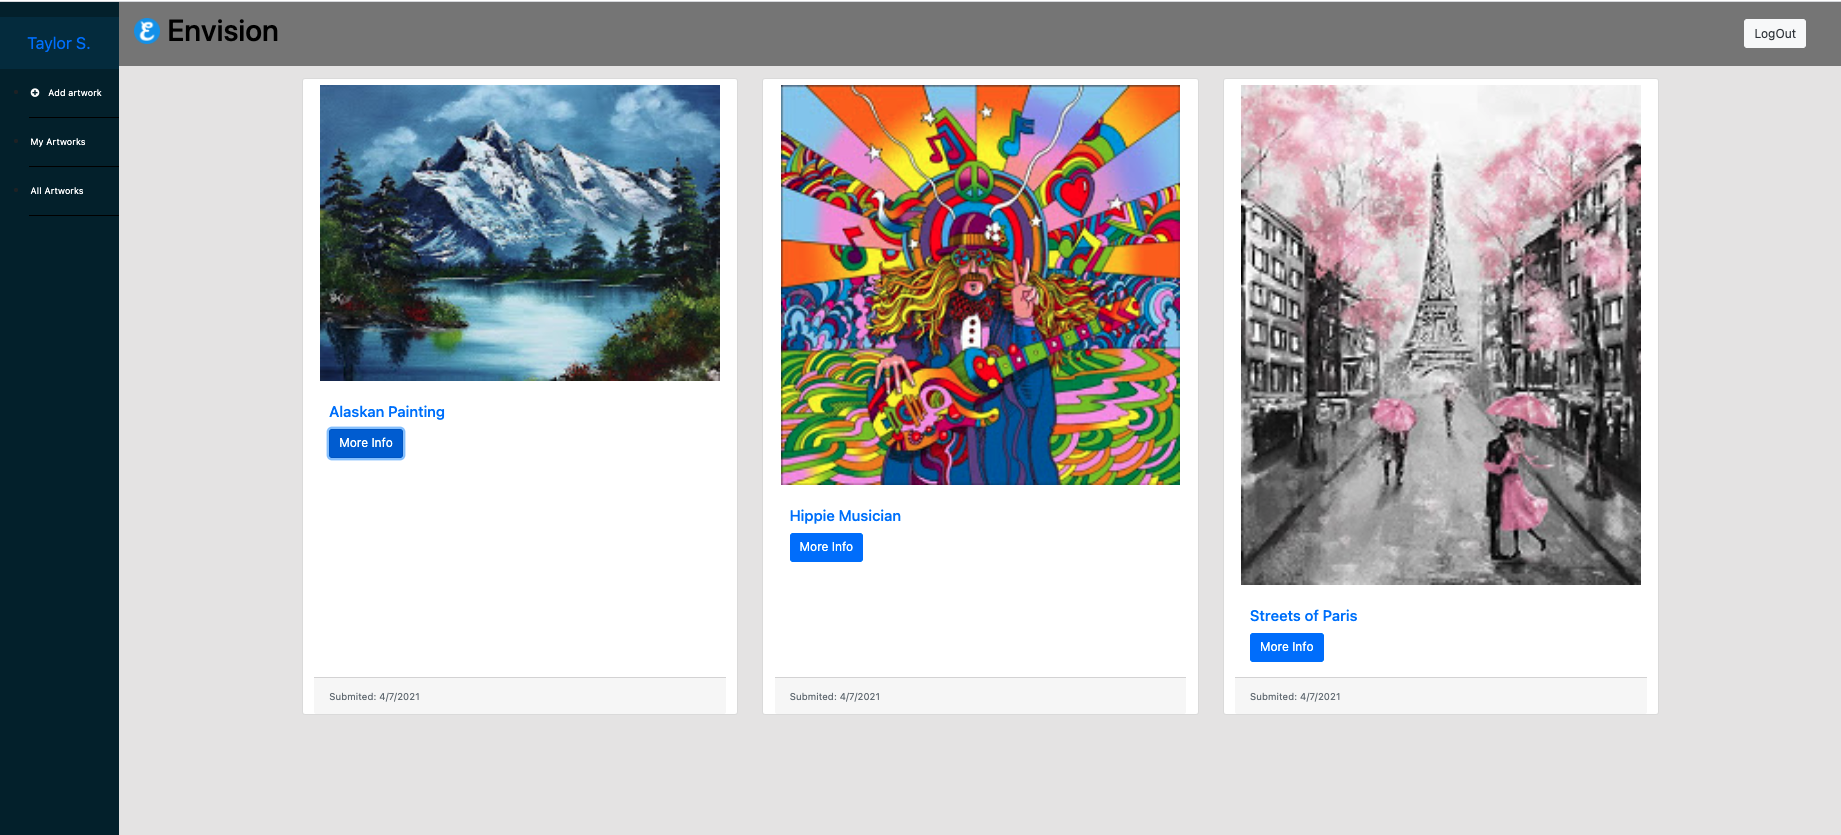 Taylor S.
Envision
LogOut
Add artwork
My Artworks
All Artworks
Alaskan Painting
More Info
Submited: 4/7/2021
Hippie Musician
More Info
Submited: 4/7/2021
Streets of Paris
More Info
Submited: 4/7/2021